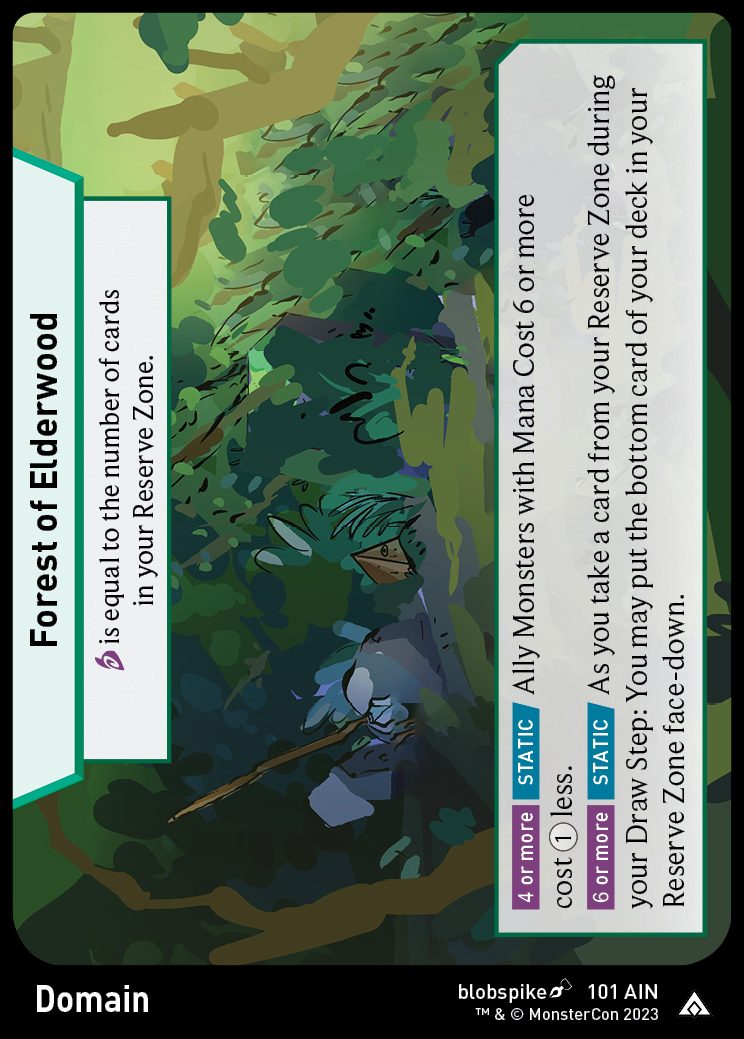 Forest of Elderwood
is equal to the number of cards
in your Reserve Zone.
4 or more STATIC Ally Monsters with Mana Cost 6 or more
cost 1 less.
6 or more STATIC As you take a card from your Reserve Zone during
your Draw Step: You may put the bottom card of your deck in your
Reserve Zone face-down.
Domain
blobspike 101 AIN
™ & © MonsterCon 2023